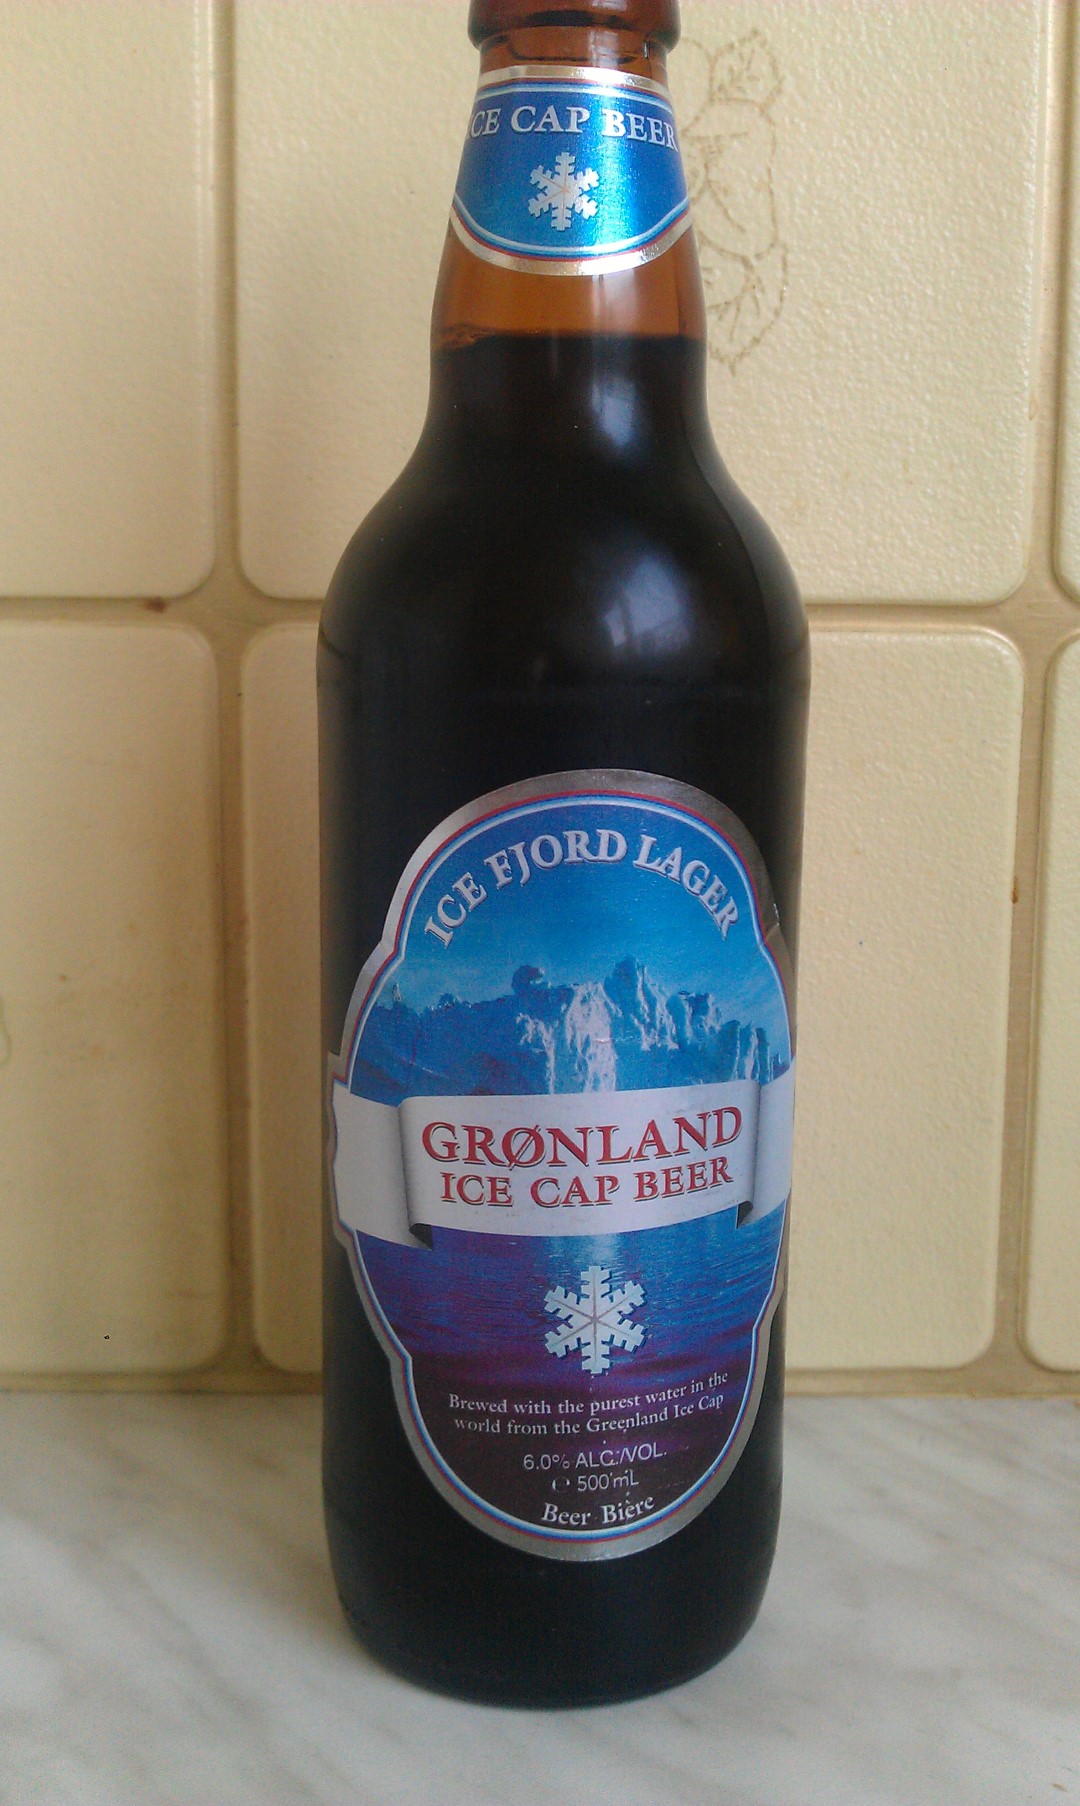 ICE CAP BEER
ICE FJORD LAGER
GRØNLAND
ICE CAP BEER
Brewed with the purest water in the
world from the Greenland Ice Cap
6.0% ALC./VOL.
℮ 500 mL
Beer Bière